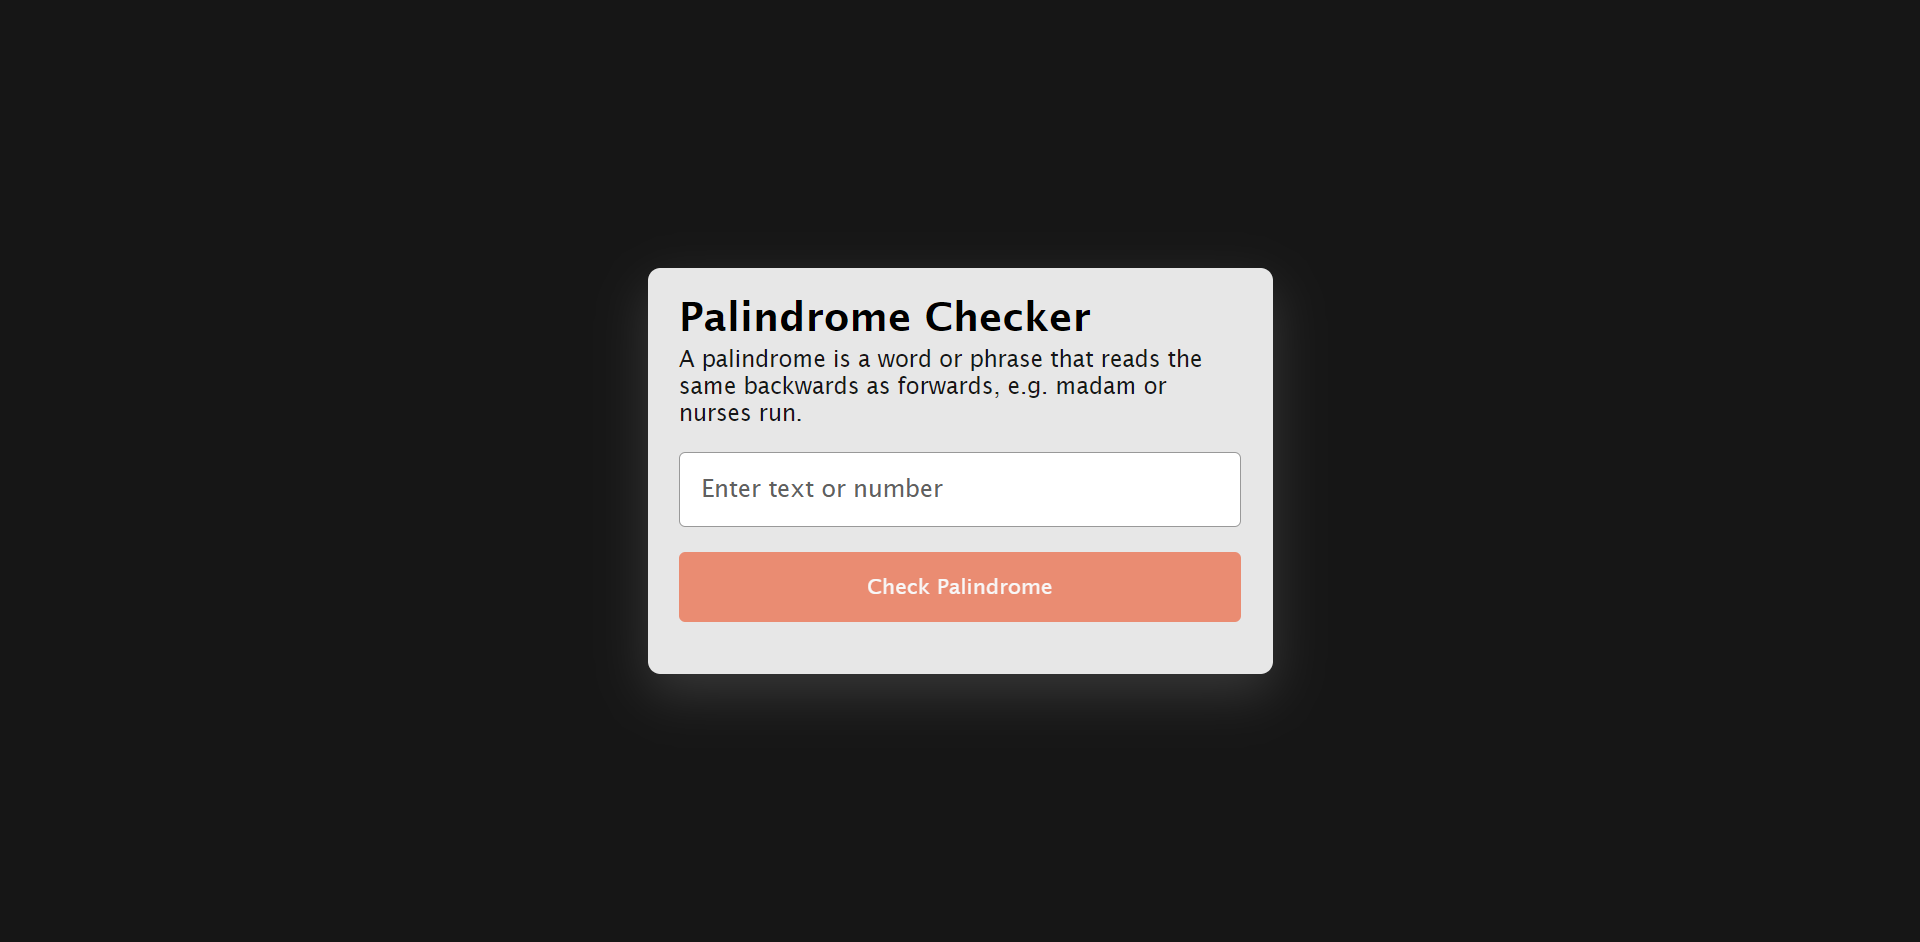 Palindrome Checker
A palindrome is a word or phrase that reads the
same backwards as forwards, e.g. madam or
nurses run.
Enter text or number
Check Palindrome